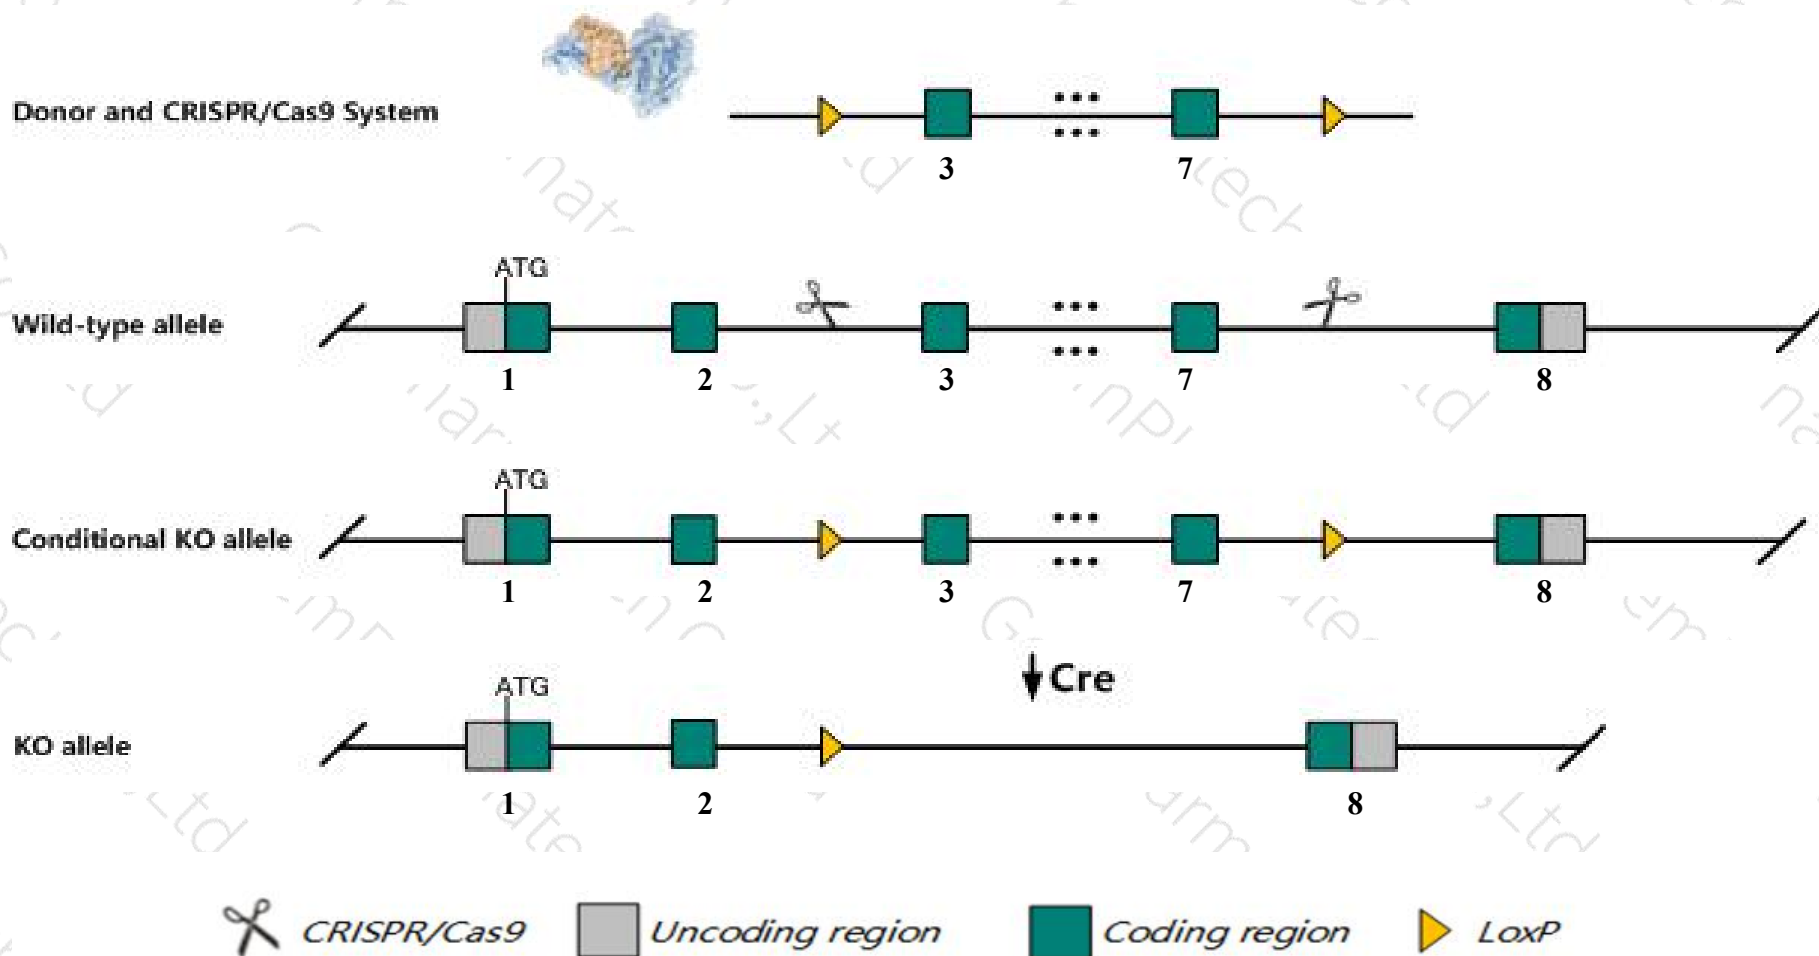 Donor and CRISPR/Cas9 System
3 7
ATG
Wild-type allele
1 2 3 7 8
ATG
Conditional KO allele
1 2 3 7 8
Cre
ATG
KO allele
1 2 8
CRISPR/Cas9 Uncoding region Coding region LoxP